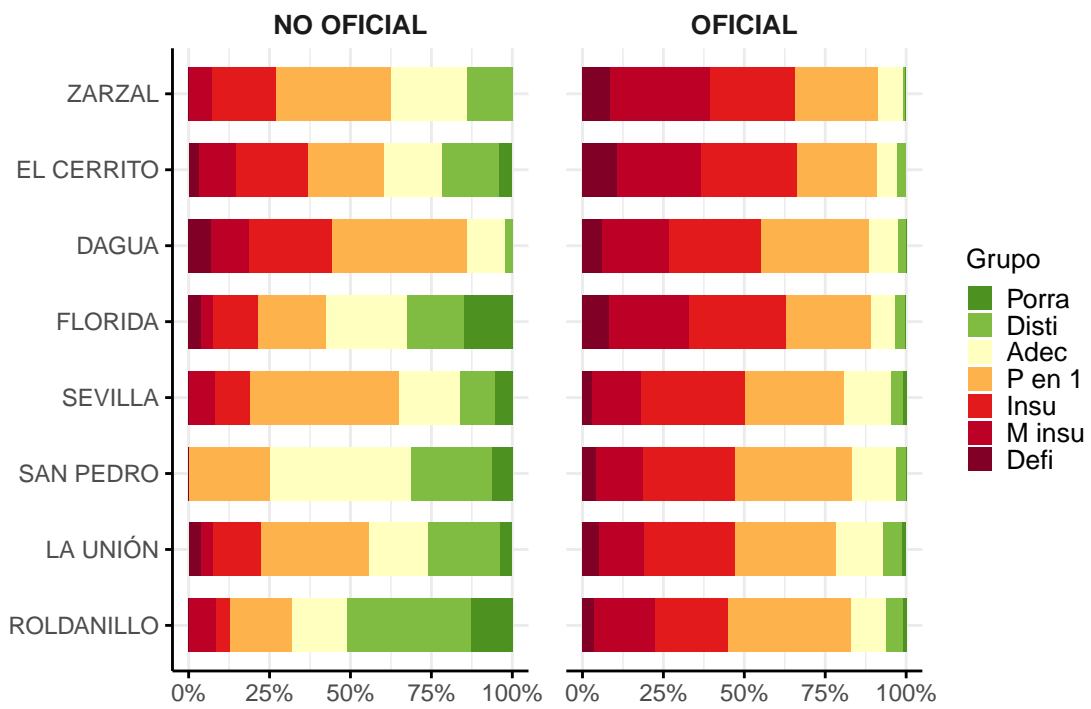 NO OFICIAL
OFICIAL
ZARZAL
EL CERRITO
DAGUA
FLORIDA
SEVILLA
SAN PEDRO
LA UNIÓN
ROLDANILLO
0% 25% 50% 75% 100%
0% 25% 50% 75% 100%
Grupo
Porra
Disti
Adec
P en 1
Insu
M insu
Defi